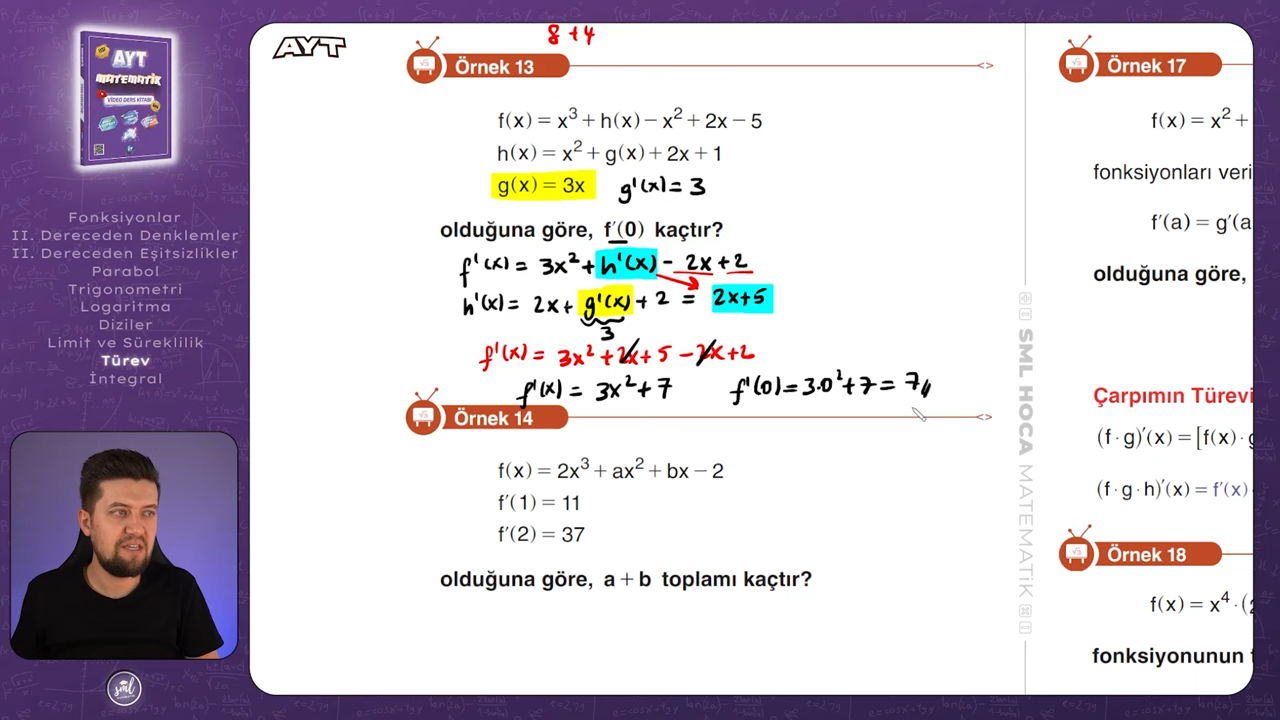 AYT
MATEMATİK
VİDEO DERS KİTABI
Fonksiyonlar
II. Dereceden Denklemler
II. Dereceden Eşitsizlikler
Parabol
Trigonometri
Logaritma
Diziler
Limit ve Süreklilik
Türev
İntegral
sml
AYT
8 + 4
Örnek 13
f(x) = x³ + h(x) − x² + 2x − 5
h(x) = x² + g(x) + 2x + 1
g(x) = 3x g'(x) = 3
olduğuna göre, f'(0) kaçtır?
f'(x) = 3x² + h'(x) − 2x + 2
h'(x) = 2x + g'(x) + 2 = 2x+5
3
f'(x) = 3x² + 2x + 5 − 2x + 2
f'(x) = 3x² + 7 f'(0) = 3·0² + 7 = 7
Örnek 14
f(x) = 2x³ + ax² + bx − 2
f'(1) = 11
f'(2) = 37
olduğuna göre, a + b toplamı kaçtır?
SML HOCA MATEMATİK
Örnek 17
f(x) = x² +
fonksiyonları veri
f'(a) = g'(a
olduğuna göre,
Çarpımın Türevi
(f · g)'(x) = [f(x) · g
(f · g · h)'(x) = f'(x) ·
Örnek 18
f(x) = x⁴ · (2
fonksiyonunun t